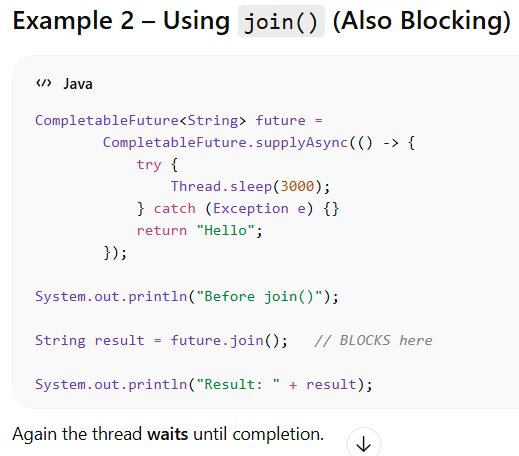 Example 2 – Using join() (Also Blocking)
</> Java
CompletableFuture<String> future =
        CompletableFuture.supplyAsync(() -> {
            try {
                Thread.sleep(3000);
            } catch (Exception e) {}
            return "Hello";
        });
System.out.println("Before join()");
String result = future.join();   // BLOCKS here
System.out.println("Result: " + result);
Again the thread waits until completion.